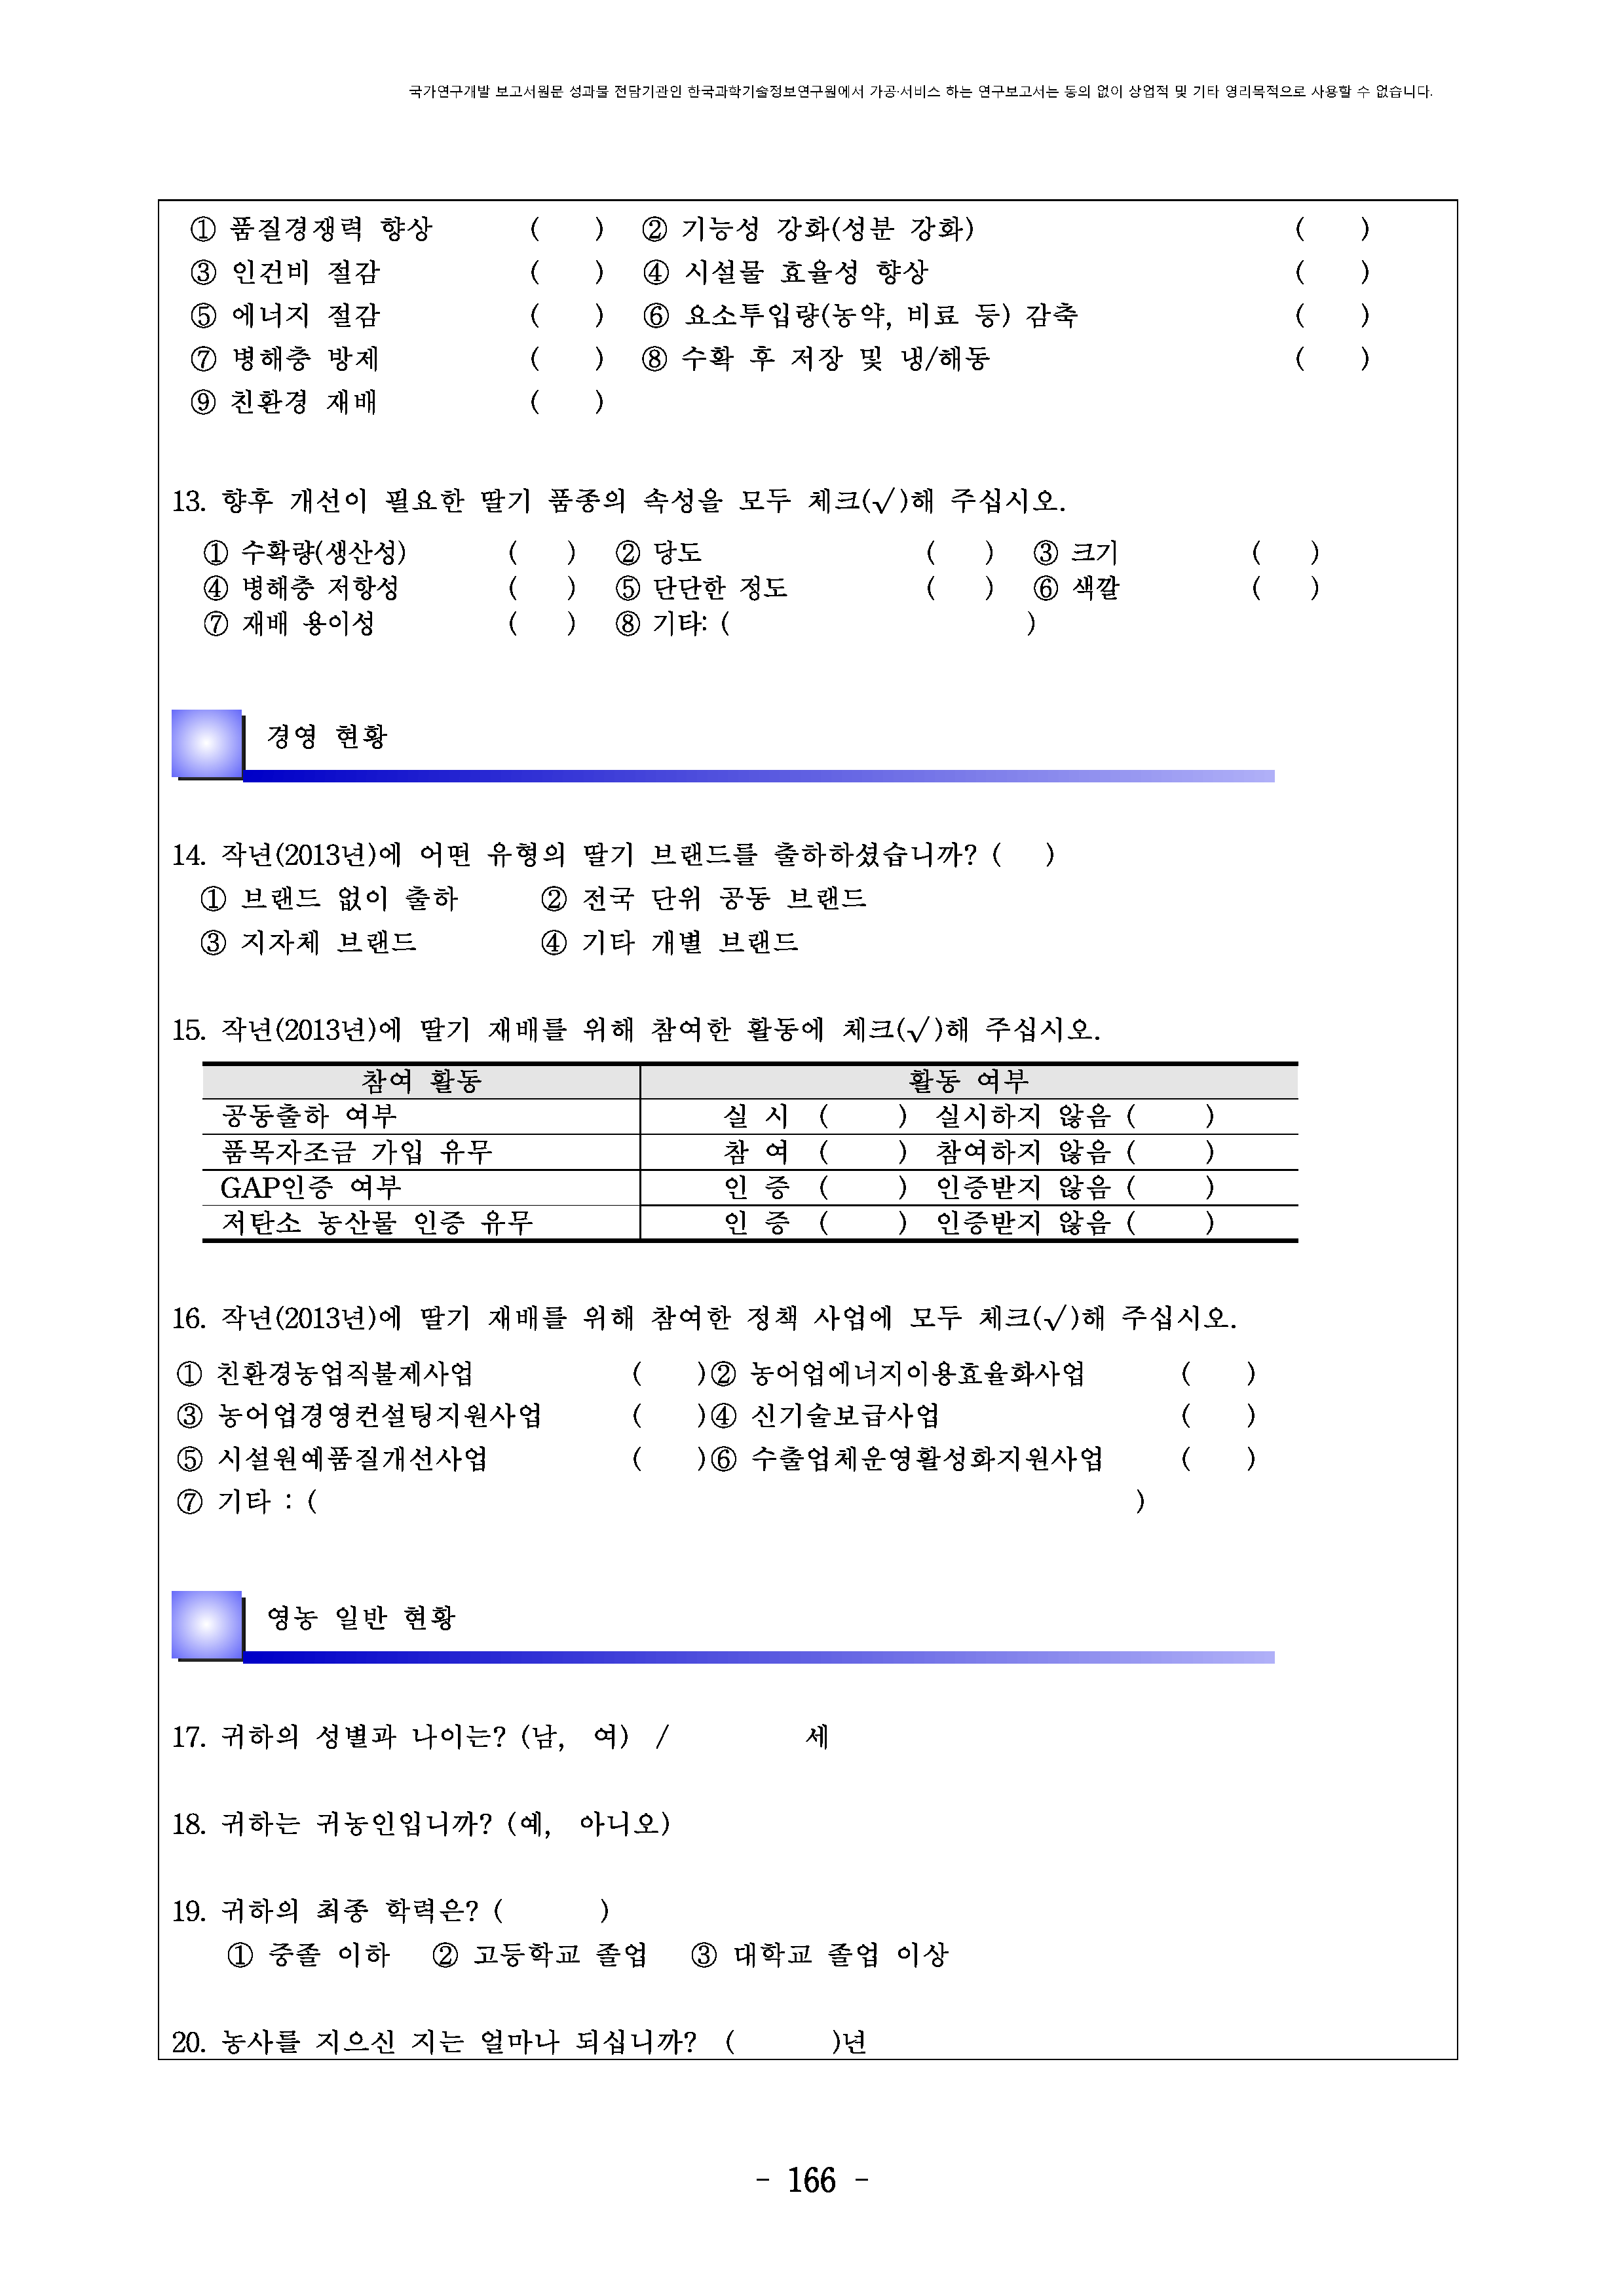 국가연구개발 보고서원문 성과물 전담기관인 한국과학기술정보연구원에서 가공·서비스 하는 연구보고서는 동의 없이 상업적 및 기타 영리목적으로 사용할 수 없습니다.
① 품질경쟁력 향상 ( ) ② 기능성 강화(성분 강화) ( )
③ 인건비 절감 ( ) ④ 시설물 효율성 향상 ( )
⑤ 에너지 절감 ( ) ⑥ 요소투입량(농약, 비료 등) 감축 ( )
⑦ 병해충 방제 ( ) ⑧ 수확 후 저장 및 냉/해동 ( )
⑨ 친환경 재배 ( )
13. 향후 개선이 필요한 딸기 품종의 속성을 모두 체크(√)해 주십시오.
① 수확량(생산성) ( ) ② 당도 ( ) ③ 크기 ( )
④ 병해충 저항성 ( ) ⑤ 단단한 정도 ( ) ⑥ 색깔 ( )
⑦ 재배 용이성 ( ) ⑧ 기타: ( )
경영 현황
14. 작년(2013년)에 어떤 유형의 딸기 브랜드를 출하하셨습니까? ( )
① 브랜드 없이 출하 ② 전국 단위 공동 브랜드
③ 지자체 브랜드 ④ 기타 개별 브랜드
15. 작년(2013년)에 딸기 재배를 위해 참여한 활동에 체크(√)해 주십시오.
참여 활동 활동 여부
공동출하 여부 실 시 ( ) 실시하지 않음 ( )
품목자조금 가입 유무 참 여 ( ) 참여하지 않음 ( )
GAP인증 여부 인 증 ( ) 인증받지 않음 ( )
저탄소 농산물 인증 유무 인 증 ( ) 인증받지 않음 ( )
16. 작년(2013년)에 딸기 재배를 위해 참여한 정책 사업에 모두 체크(√)해 주십시오.
① 친환경농업직불제사업 ( )② 농어업에너지이용효율화사업 ( )
③ 농어업경영컨설팅지원사업 ( )④ 신기술보급사업 ( )
⑤ 시설원예품질개선사업 ( )⑥ 수출업체운영활성화지원사업 ( )
⑦ 기타 : ( )
영농 일반 현황
17. 귀하의 성별과 나이는? (남, 여) / 세
18. 귀하는 귀농인입니까? (예, 아니오)
19. 귀하의 최종 학력은? ( )
① 중졸 이하 ② 고등학교 졸업 ③ 대학교 졸업 이상
20. 농사를 지으신 지는 얼마나 되십니까? ( )년
- 166 -